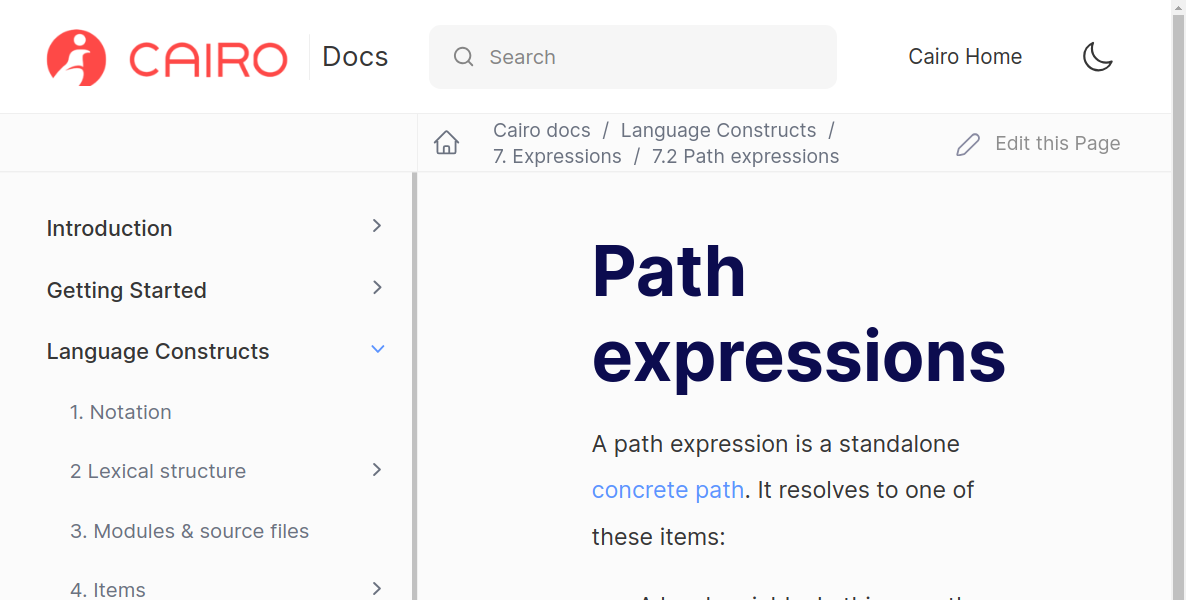 CAIRO Docs
Search
Cairo Home
Cairo docs / Language Constructs /
7. Expressions / 7.2 Path expressions
Edit this Page
Introduction
Getting Started
Language Constructs
1. Notation
2 Lexical structure
3. Modules & source files
4. Items
Path
expressions
A path expression is a standalone
concrete path. It resolves to one of
these items: